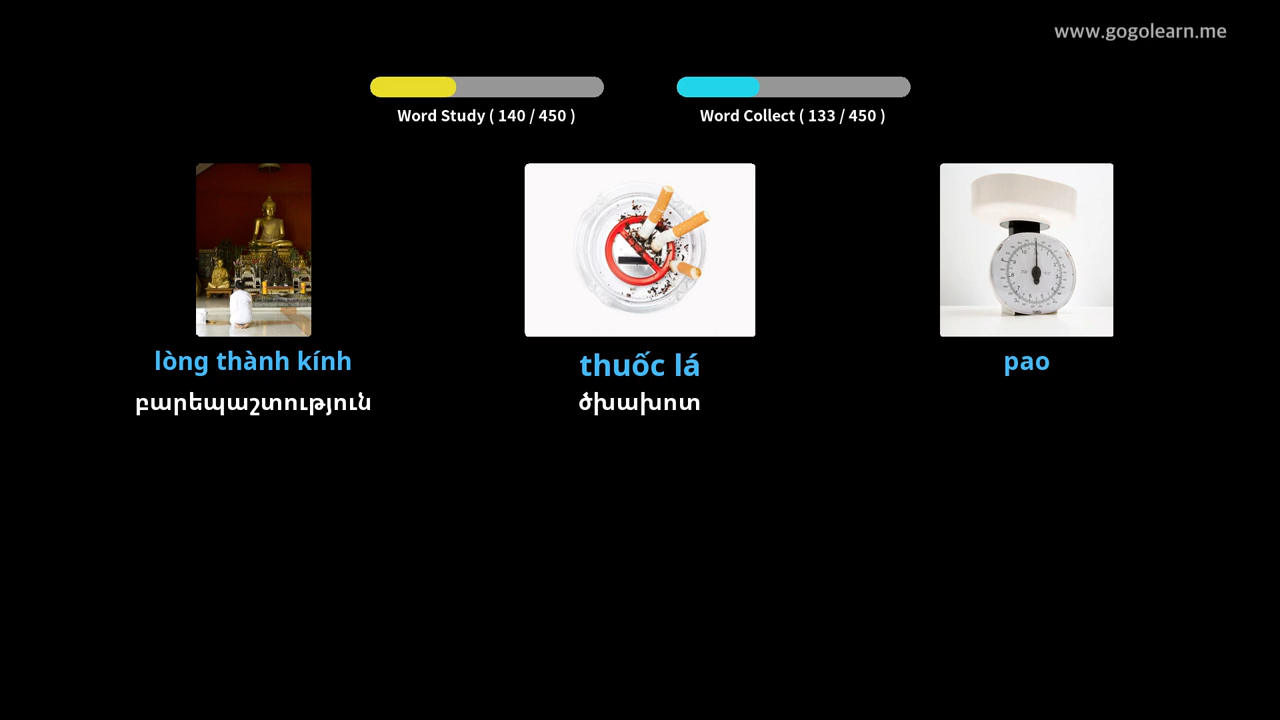 www.gogolearn.me
Word Study ( 140 / 450 )
Word Collect ( 133 / 450 )
lòng thành kính
thuốc lá
pao
բարեպաշտություն
ծխախոտ